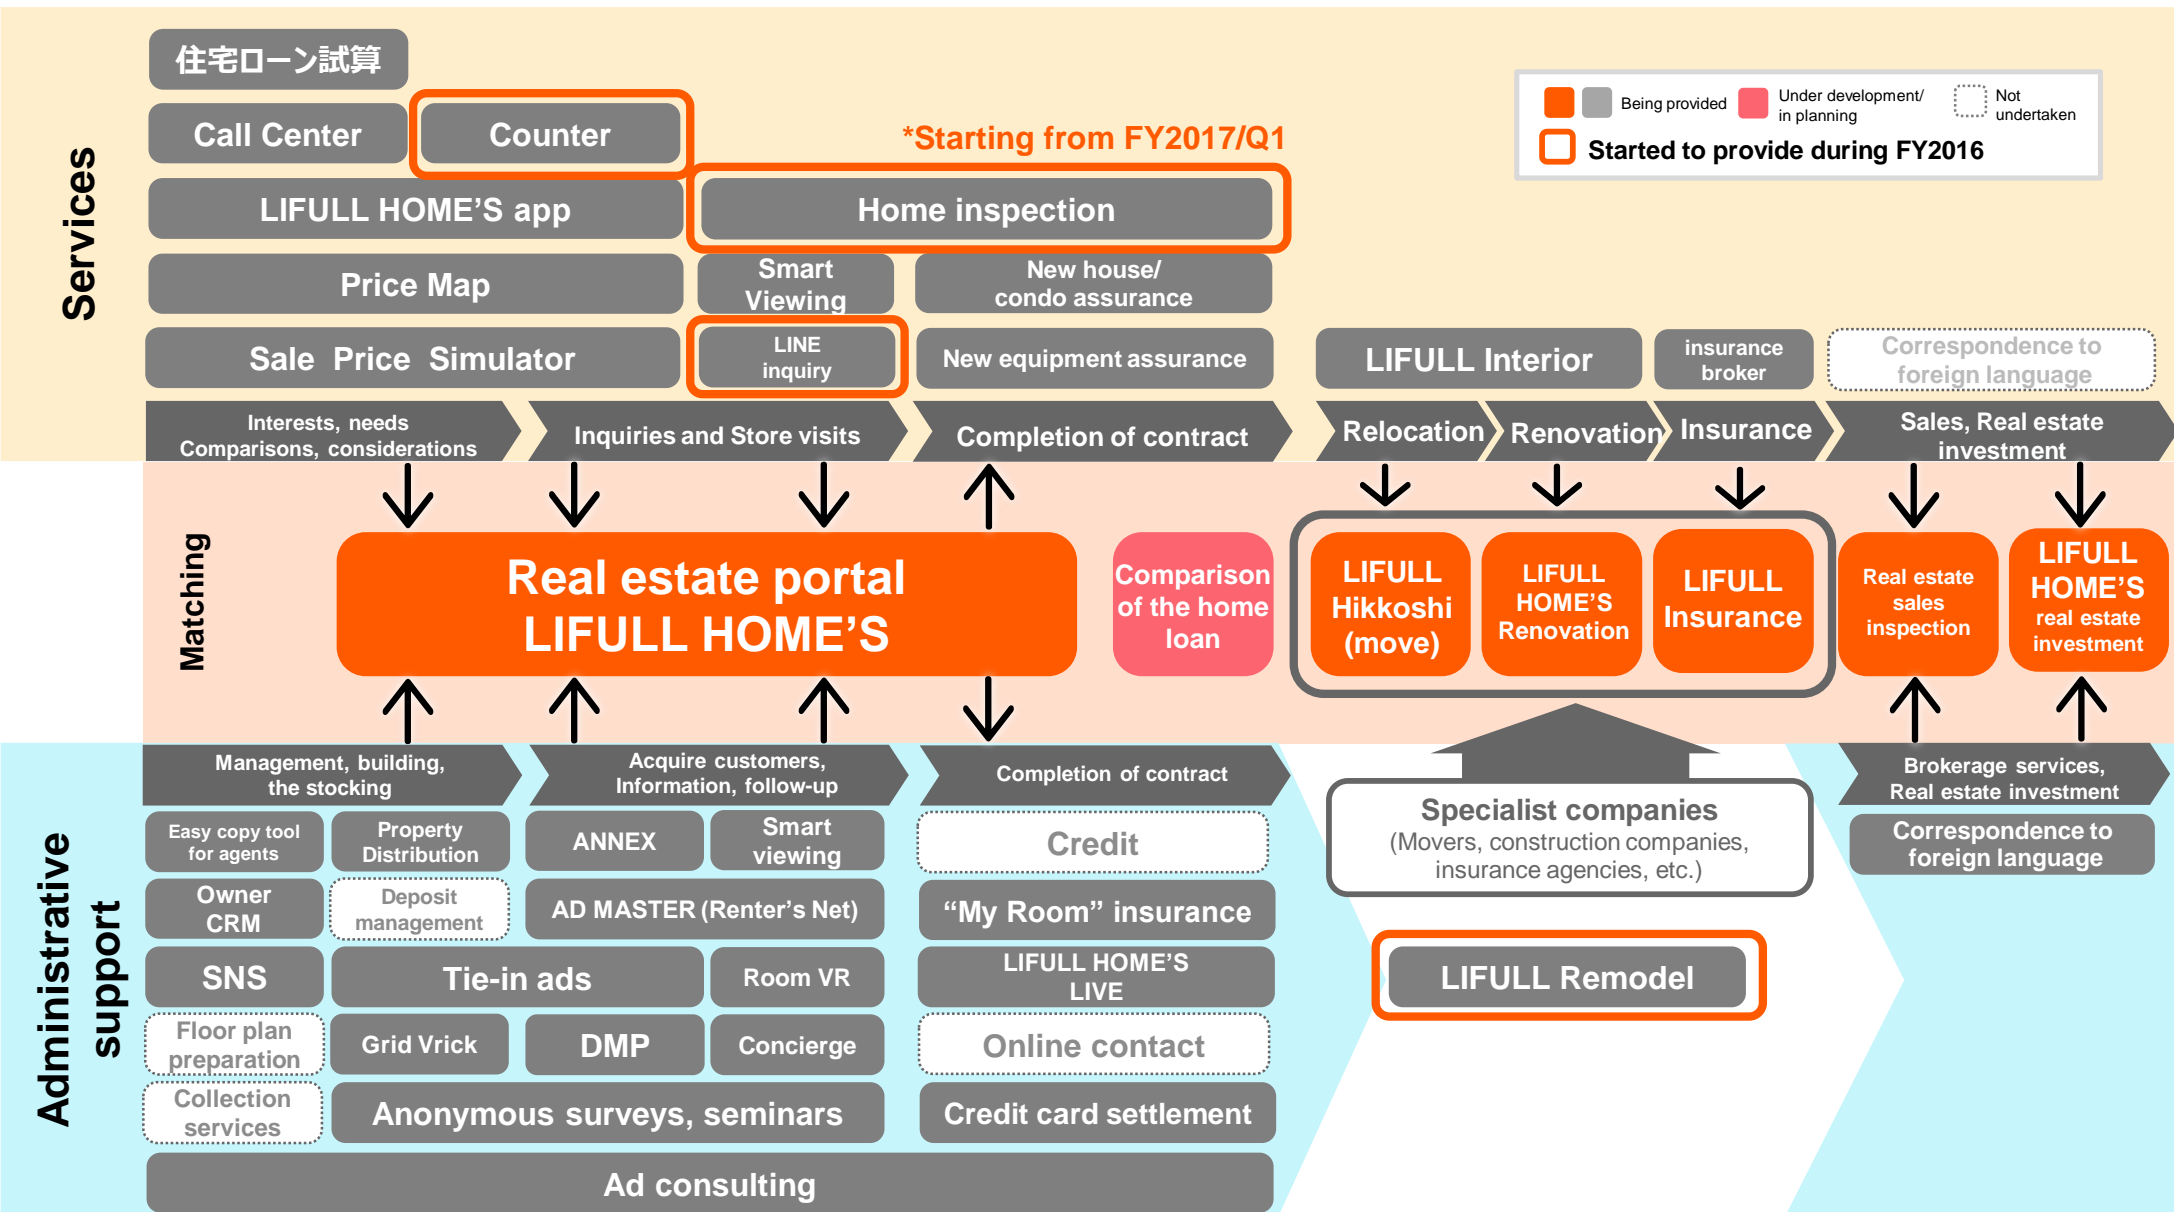 住宅ローン試算
Call Center
Counter
*Starting from FY2017/Q1
Being provided
Under development/
in planning
Not
undertaken
Started to provide during FY2016
Services
LIFULL HOME’S app
Home inspection
Price Map
Smart
Viewing
New house/
condo assurance
Sale Price Simulator
LINE
inquiry
New equipment assurance
LIFULL Interior
insurance
broker
Correspondence to
foreign language
Interests, needs
Comparisons, considerations
Inquiries and Store visits
Completion of contract
Relocation
Renovation
Insurance
Sales, Real estate
investment
Matching
Real estate portal
LIFULL HOME’S
Comparison
of the home
loan
LIFULL
Hikkoshi
(move)
LIFULL
HOME’S
Renovation
LIFULL
Insurance
Real estate
sales
inspection
LIFULL
HOME’S
real estate
investment
Management, building,
the stocking
Acquire customers,
Information, follow-up
Completion of contract
Specialist companies
(Movers, construction companies,
insurance agencies, etc.)
Brokerage services,
Real estate investment
Correspondence to
foreign language
Administrative
support
Easy copy tool
for agents
Property
Distribution
ANNEX
Smart
viewing
Credit
Owner
CRM
Deposit
management
AD MASTER (Renter’s Net)
“My Room” insurance
SNS
Tie-in ads
Room VR
LIFULL HOME’S
LIVE
LIFULL Remodel
Floor plan
preparation
Grid Vrick
DMP
Concierge
Online contact
Collection
services
Anonymous surveys, seminars
Credit card settlement
Ad consulting